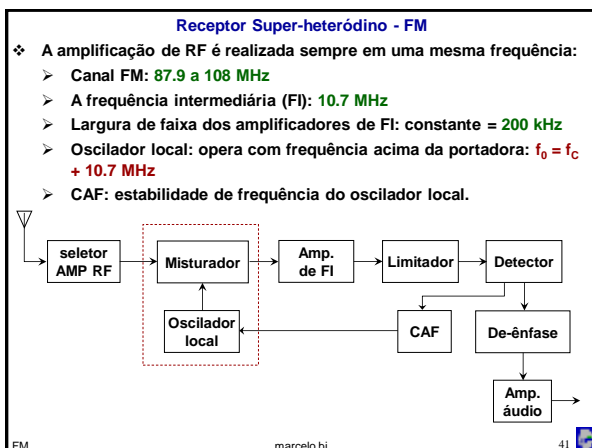 Receptor Super-heteródino - FM
❖ A amplificação de RF é realizada sempre em uma mesma frequência:
➢ Canal FM: 87.9 a 108 MHz
➢ A frequência intermediária (FI): 10.7 MHz
➢ Largura de faixa dos amplificadores de FI: constante = 200 kHz
➢ Oscilador local: opera com frequência acima da portadora: f0 = fC
+ 10.7 MHz
➢ CAF: estabilidade de frequência do oscilador local.
seletor
AMP RF
Misturador
Amp.
de FI
Limitador
Detector
Oscilador
local
CAF
De-ênfase
Amp.
áudio
FM
marcelo bj
41